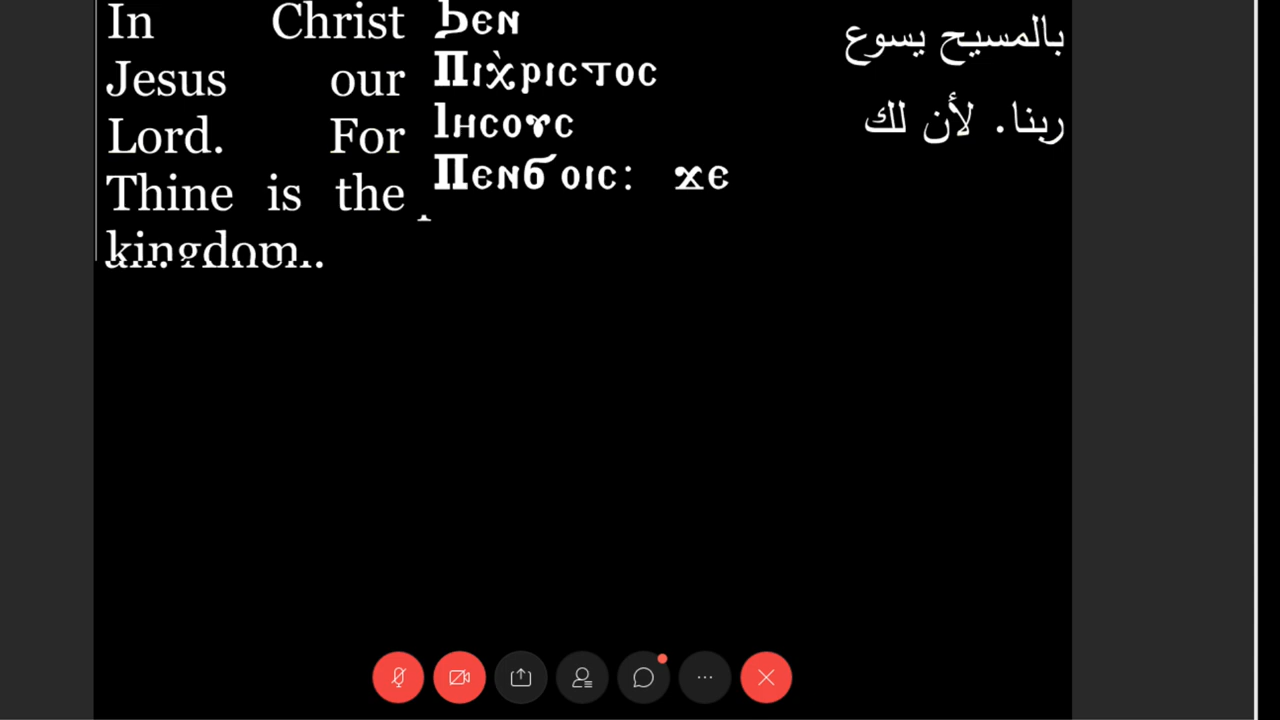 In Christ
Jesus our
Lord. For
Thine is the
kingdom..
Ϧⲉⲛ
Ⲡⲓⲭ̀ⲣⲓⲥⲧⲟⲥ
Ⲓⲏⲥⲟⲩⲥ
Ⲡⲉⲛϭⲟⲓⲥ: ϫⲉ
بالمسيح يسوع
ربنا. لأن لك